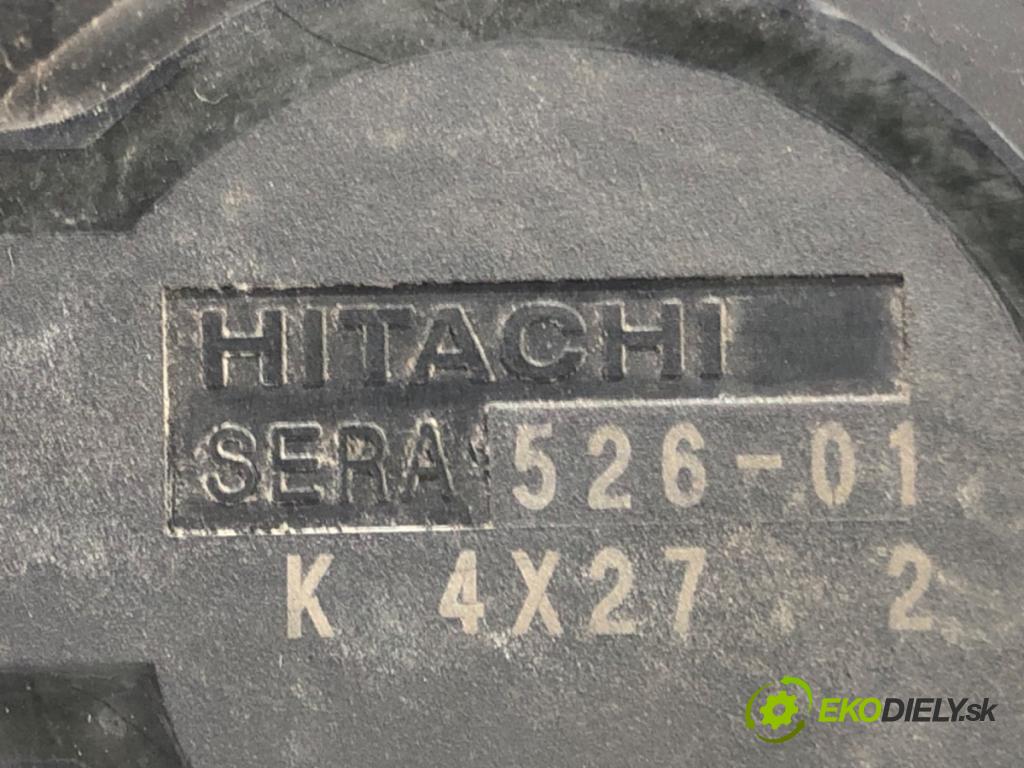 HITACHI
SERA 526-01
K 4X27 2
EKODIELY.sk